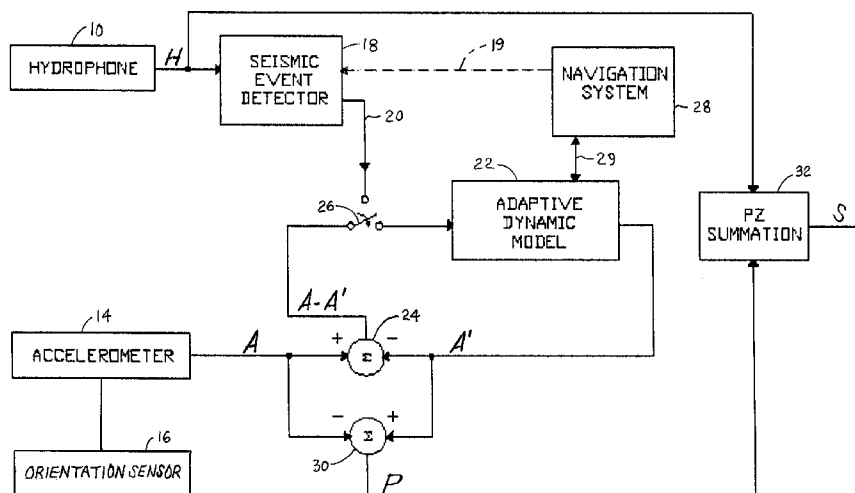 10
HYDROPHONE
H
18
SEISMIC
EVENT
DETECTOR
19
NAVIGATION
SYSTEM
28
20
29
22
ADAPTIVE
DYNAMIC
MODEL
26
32
PZ
SUMMATION
S
A-A'
14
ACCELEROMETER
A
+
24
-
Σ
A'
-
Σ
+
30
P
16
ORIENTATION SENSOR